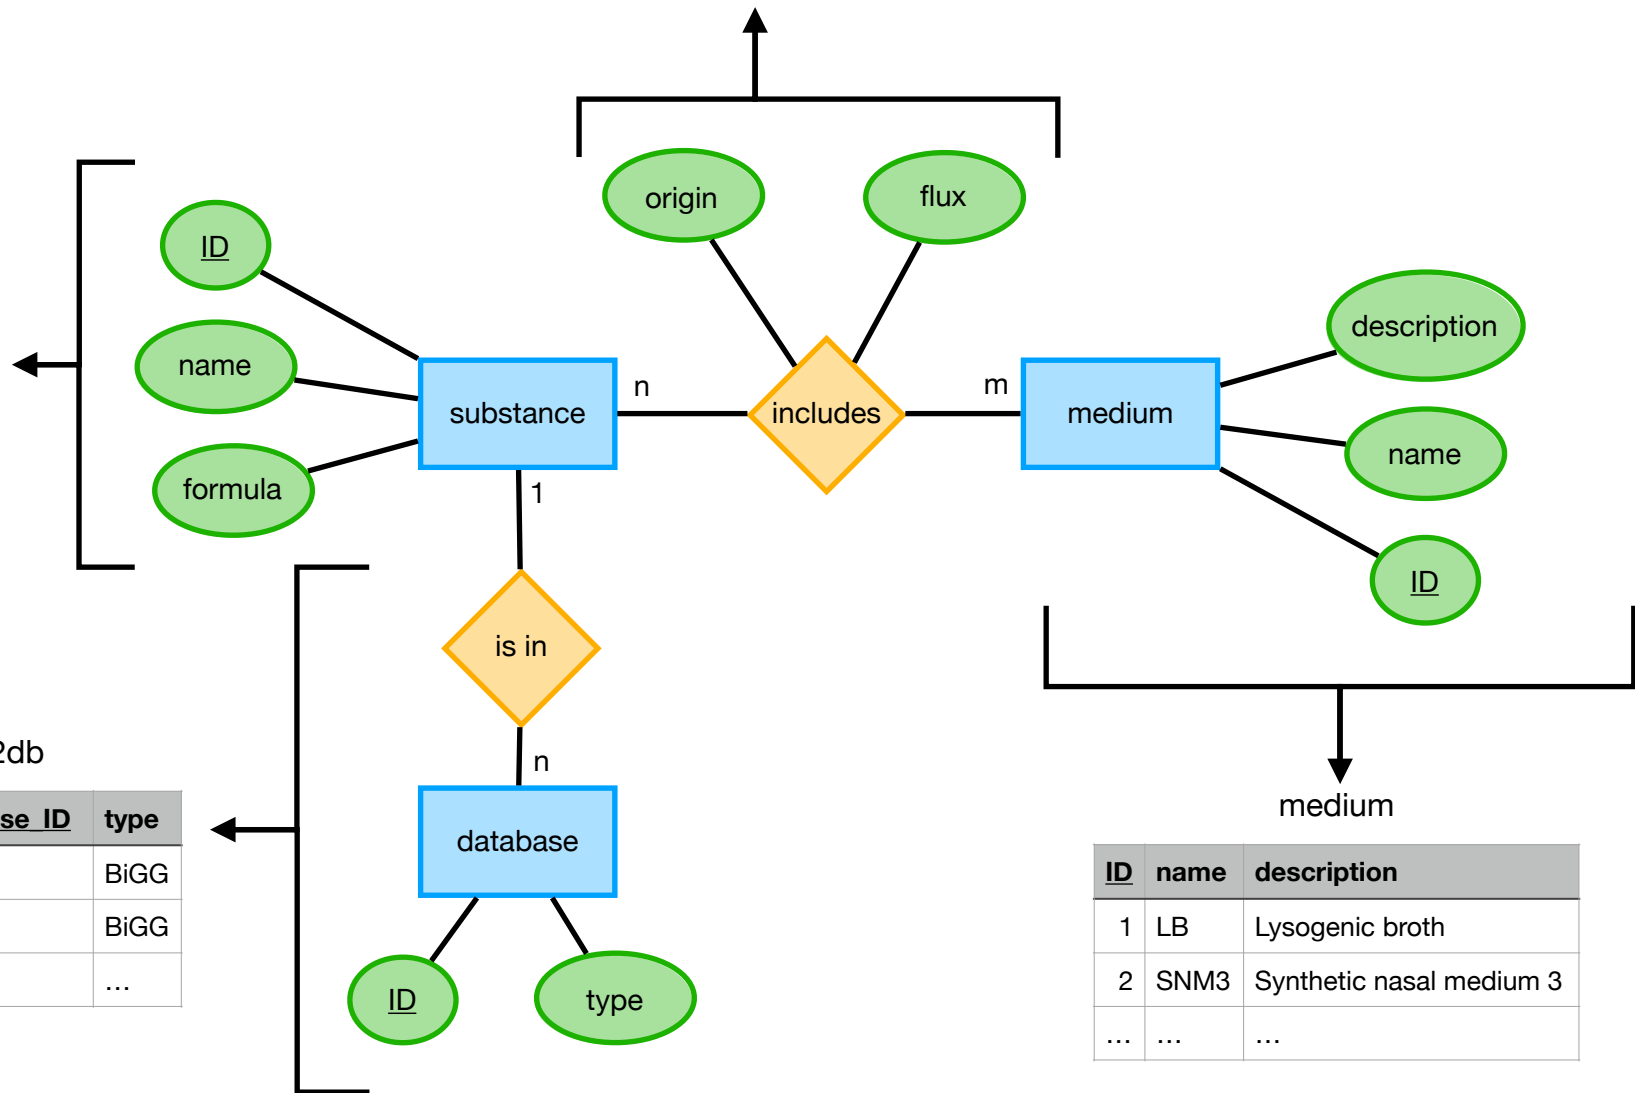 origin
flux
ID
name
formula
substance
n
includes
m
medium
description
name
ID
1
is in
n
database
ID
type
2db
se_ID type
BiGG
BiGG
...
medium
ID name description
1 LB Lysogenic broth
2 SNM3 Synthetic nasal medium 3
... ... ...